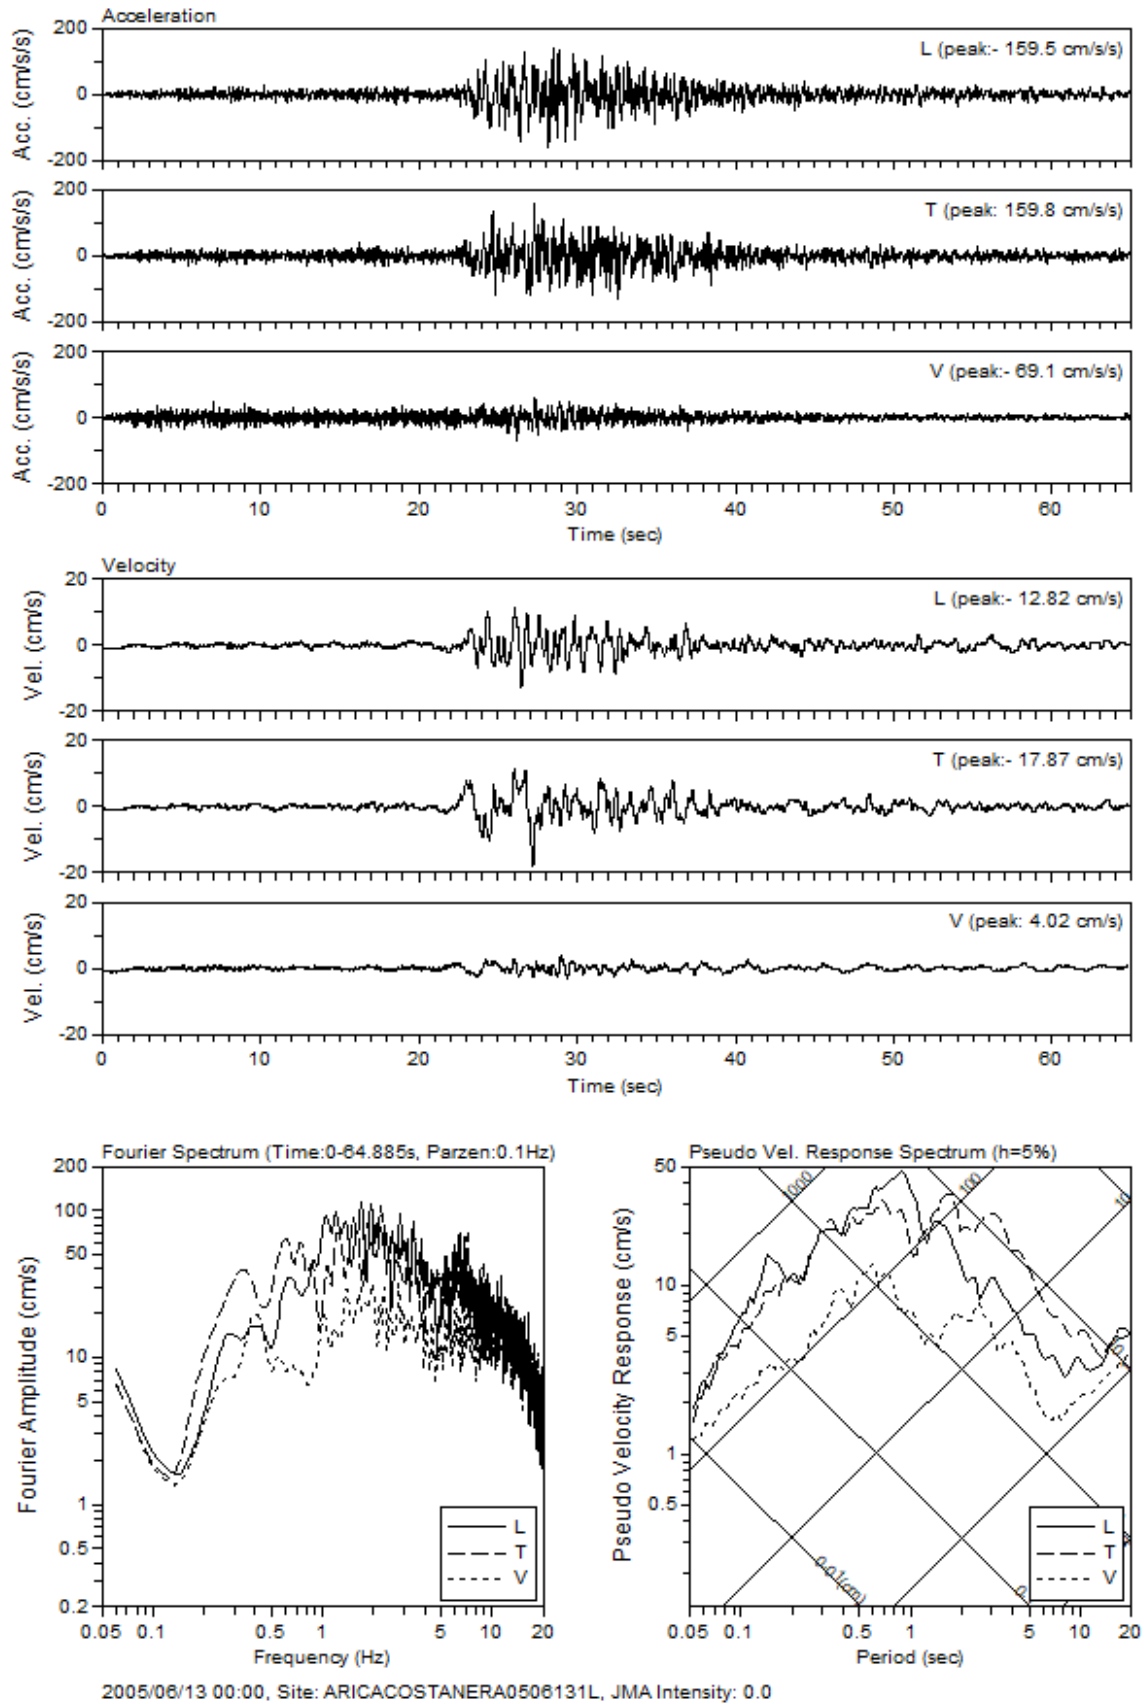 Acceleration
200
0
-200
Acc. (cm/s/s)
L (peak:- 159.5 cm/s/s)
200
0
-200
Acc. (cm/s/s)
T (peak: 159.8 cm/s/s)
200
0
-200
Acc. (cm/s/s)
V (peak:- 69.1 cm/s/s)
0 10 20 30 40 50 60
Time (sec)
Velocity
20
0
-20
Vel. (cm/s)
L (peak:- 12.82 cm/s)
20
0
-20
Vel. (cm/s)
T (peak:- 17.87 cm/s)
20
0
-20
Vel. (cm/s)
V (peak: 4.02 cm/s)
0 10 20 30 40 50 60
Time (sec)
Fourier Spectrum (Time:0-64.885s, Parzen:0.1Hz)
200
100
50
10
5
1
0.5
0.2
Fourier Amplitude (cm/s)
L
T
V
0.05 0.1 0.5 1 5 10 20
Frequency (Hz)
Pseudo Vel. Response Spectrum (h=5%)
50
10
5
1
0.5
Pseudo Velocity Response (cm/s)
1000
100
10
0.01(cm)
L
T
V
0.05 0.1 0.5 1 5 10 20
Period (sec)
2005/06/13 00:00, Site: ARICACOSTANERA0506131L, JMA Intensity: 0.0